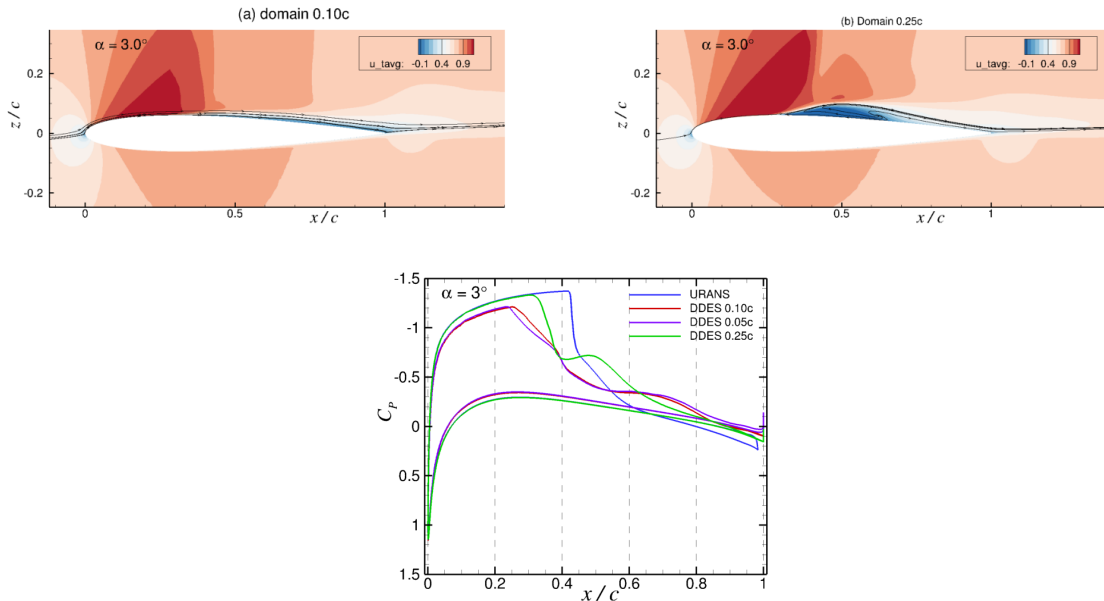 (a) domain 0.10c
α = 3.0°
u_tavg: -0.1 0.4 0.9
z / c
0.2
0
-0.2
0 0.5 1
x / c
(b) Domain 0.25c
α = 3.0°
u_tavg: -0.1 0.4 0.9
z / c
0.2
0
-0.2
0 0.5 1
x / c
α = 3°
URANS
DDES 0.10c
DDES 0.05c
DDES 0.25c
C_P
-1.5
-1
-0.5
0
0.5
1
1.5
0 0.2 0.4 0.6 0.8 1
x / c